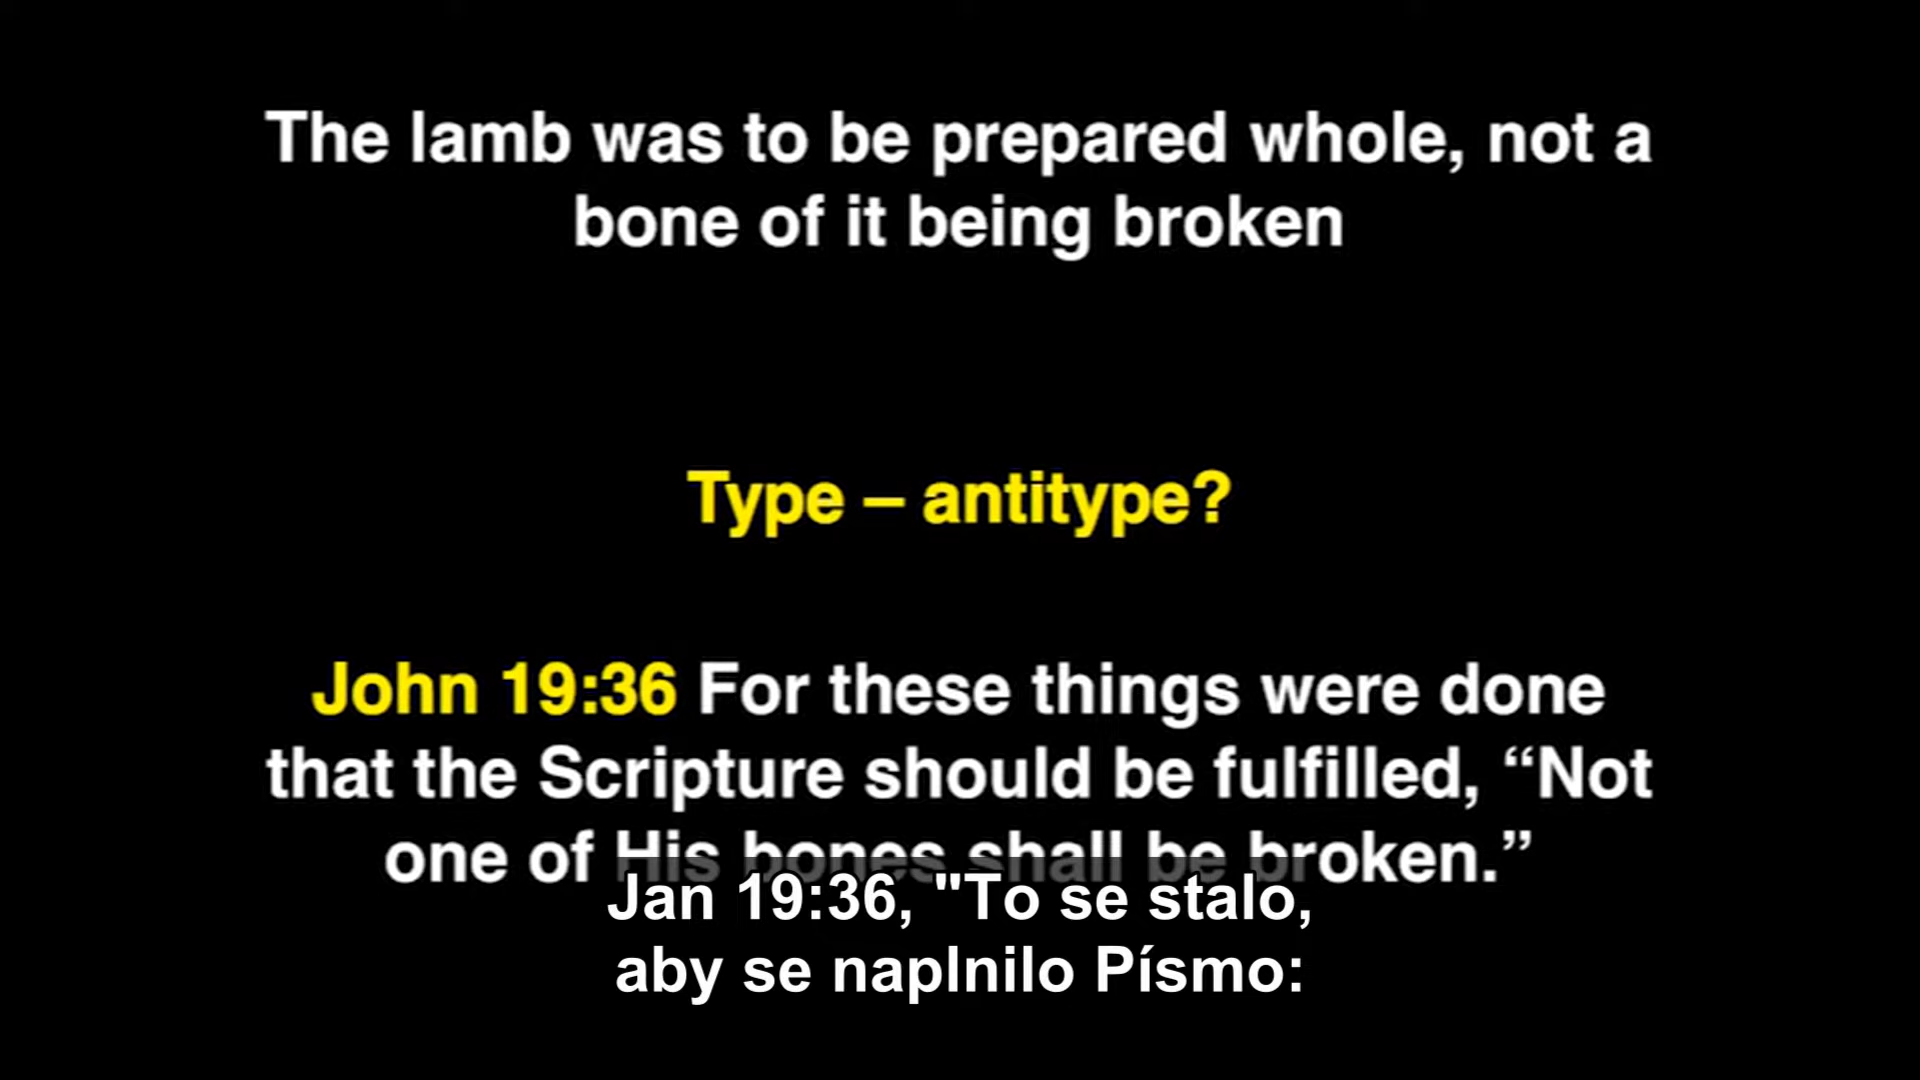 The lamb was to be prepared whole, not a
bone of it being broken
Type – antitype?
John 19:36 For these things were done
that the Scripture should be fulfilled, “Not
one of His bones shall be broken.”
Jan 19:36, "To se stalo,
aby se naplnilo Písmo: